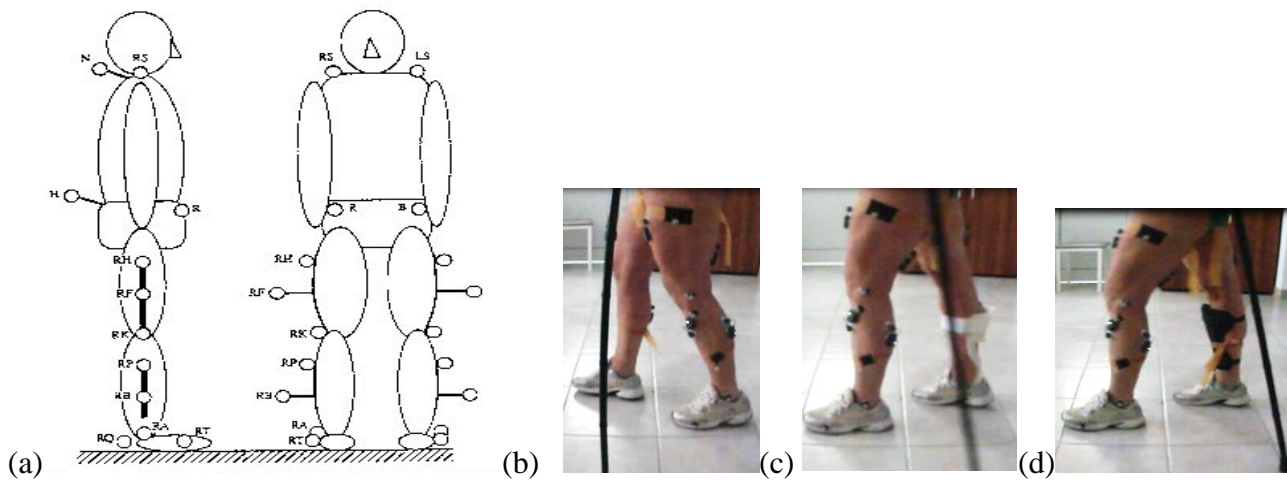 N RS RS LS
H R R B
RH RH
RF RF
RK RK
RP RP
RB RB
RA RA
RQ RT RT
(a) (b) (c) (d)